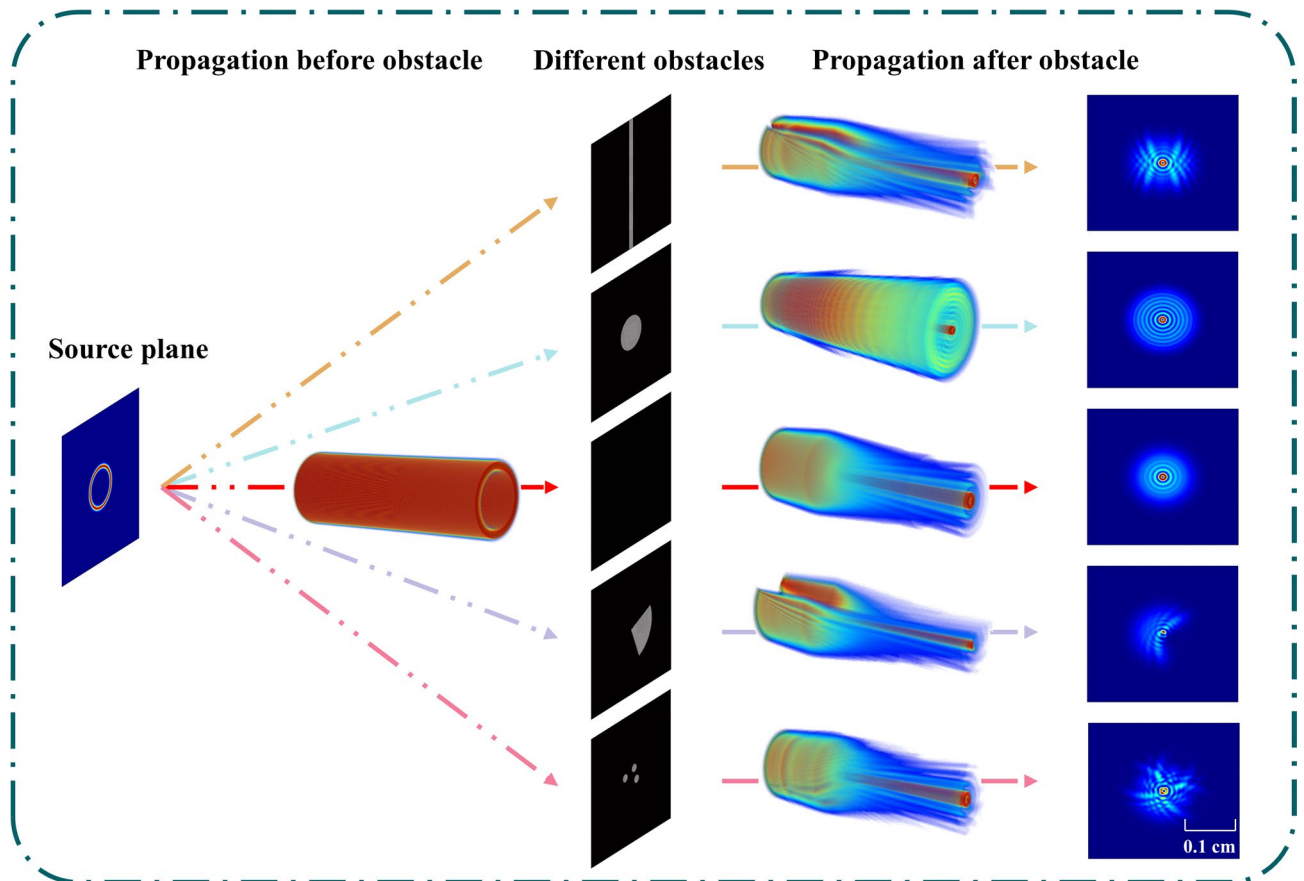 Propagation before obstacle
Different obstacles
Propagation after obstacle
Source plane
0.1 cm